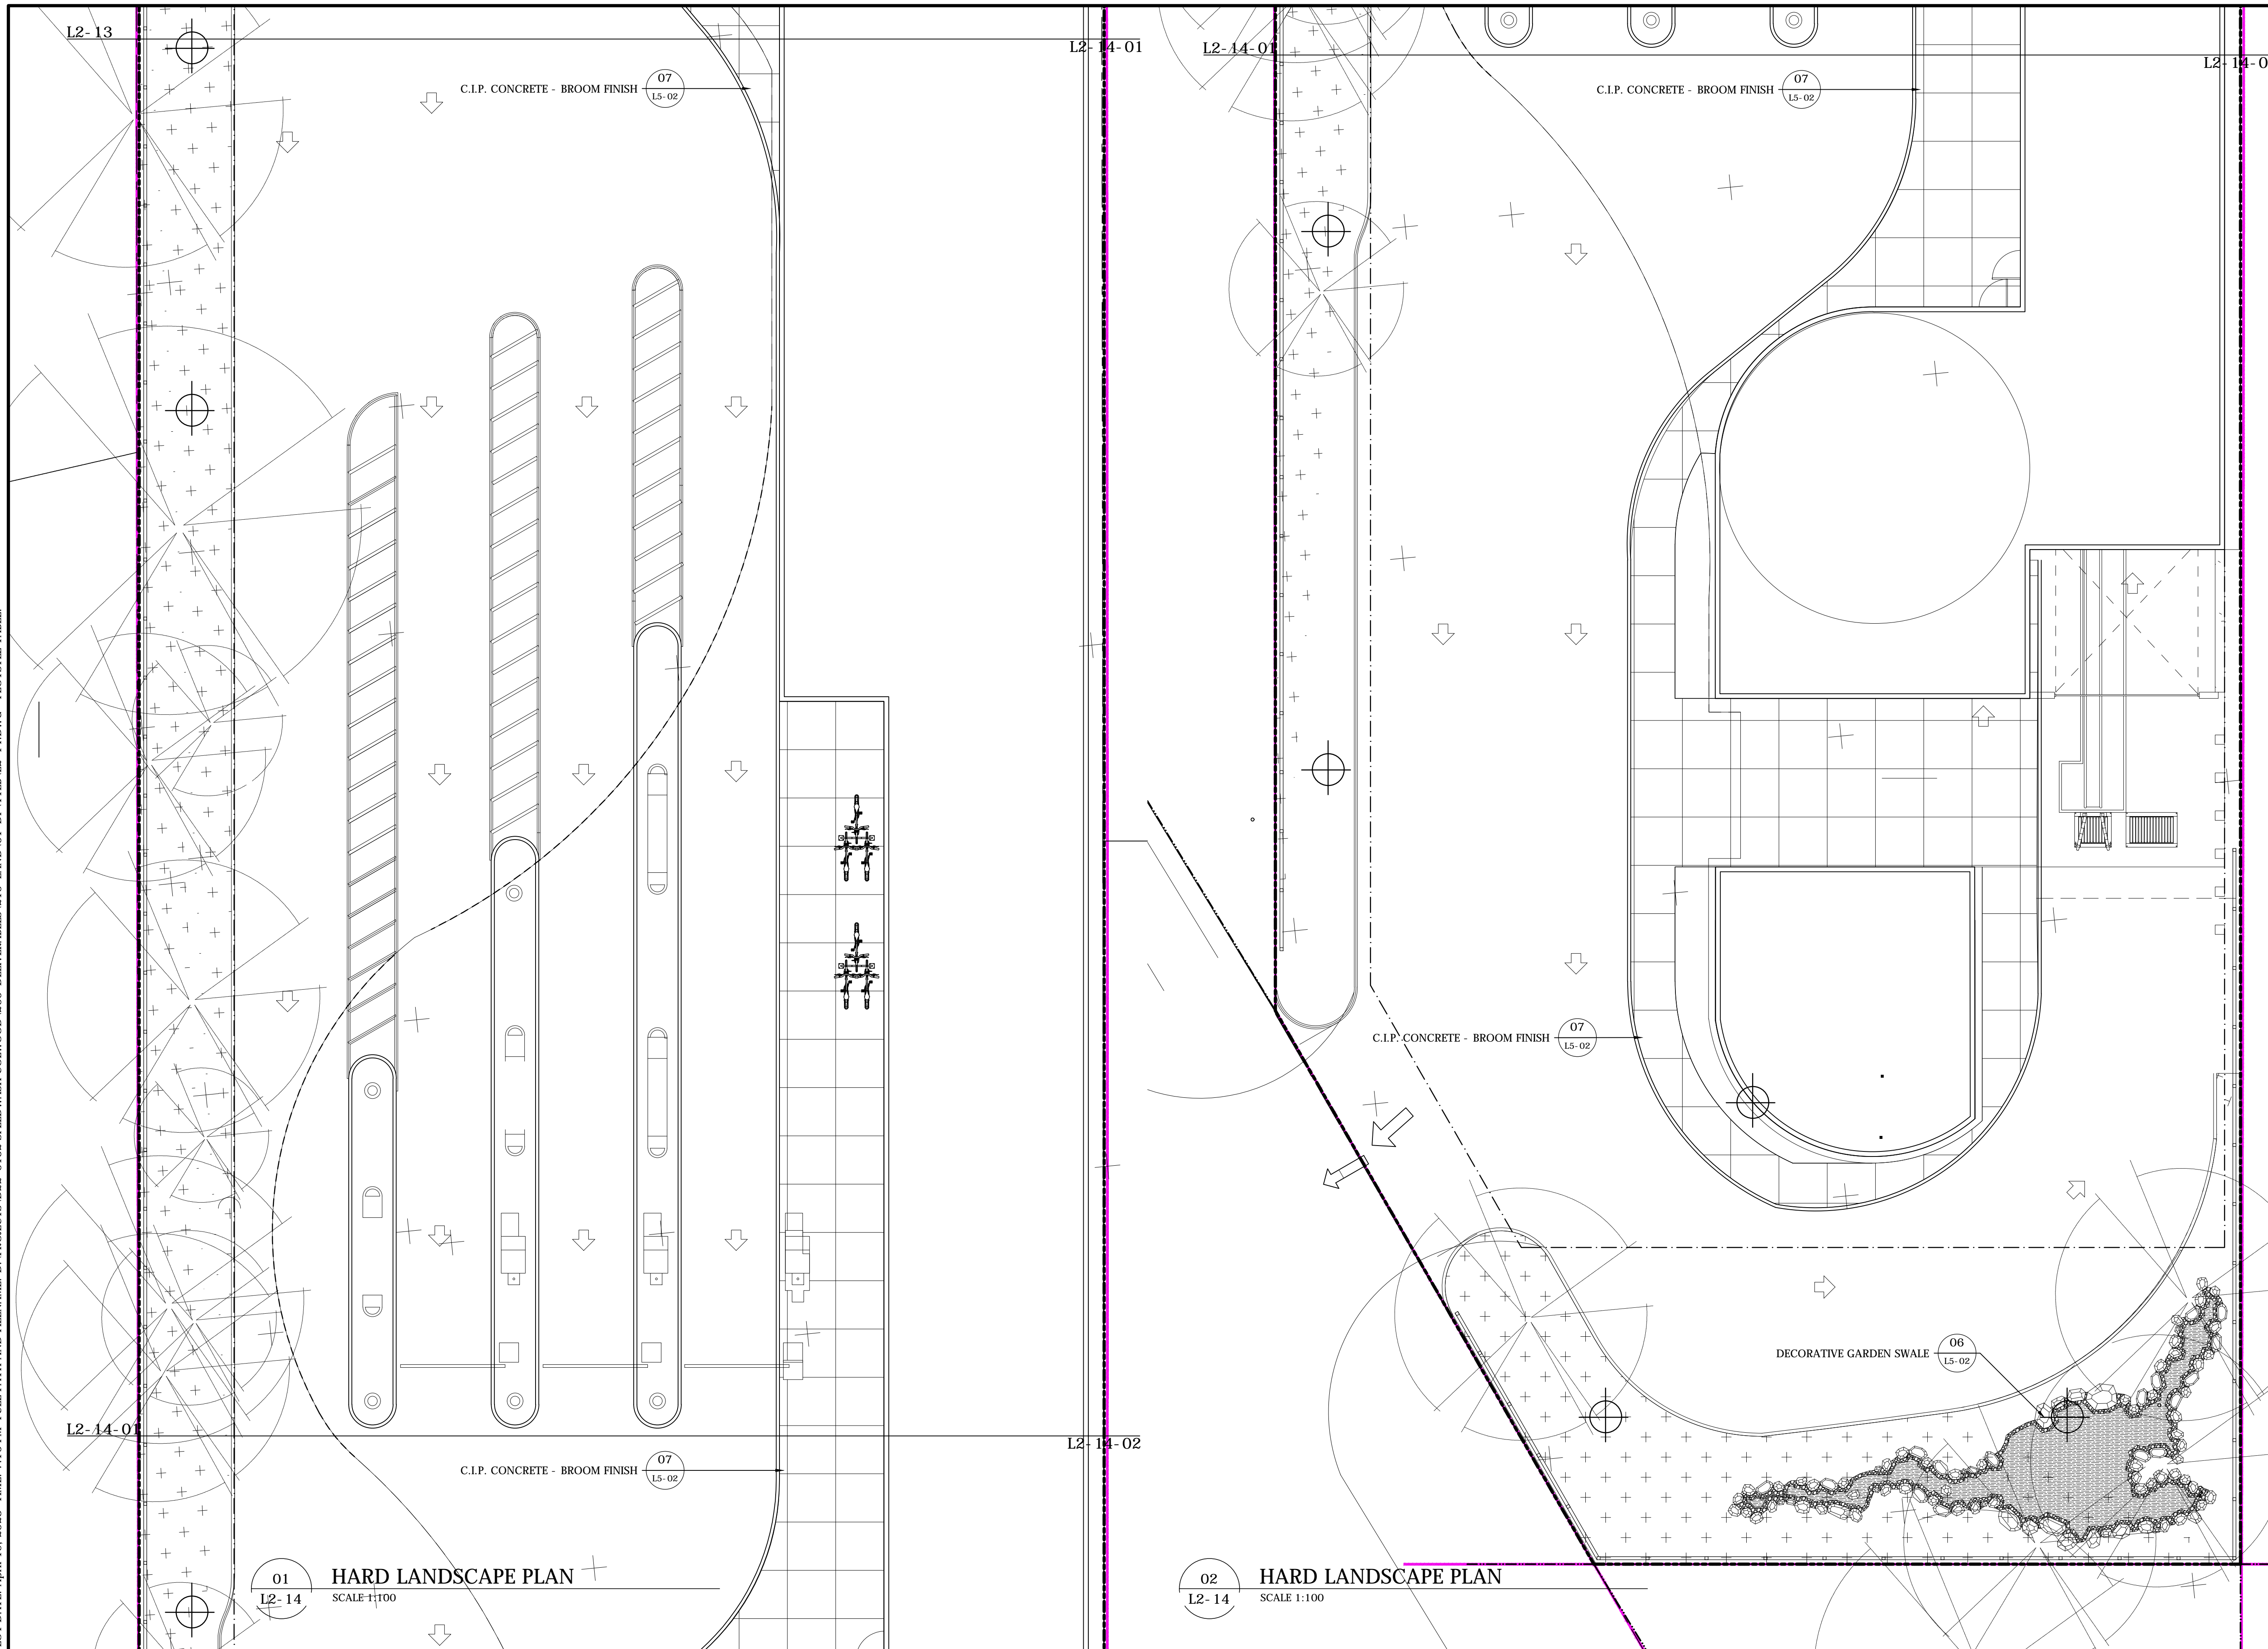 L2-13
L2-14-01
C.I.P. CONCRETE - BROOM FINISH
07
L5-02
L2-14-01
L2-14-02
C.I.P. CONCRETE - BROOM FINISH
07
L5-02
01
L2-14
HARD LANDSCAPE PLAN
SCALE 1:100
L2-14-01
L2-14-0
C.I.P. CONCRETE - BROOM FINISH
07
L5-02
C.I.P. CONCRETE - BROOM FINISH
07
L5-02
DECORATIVE GARDEN SWALE
06
L5-02
02
L2-14
HARD LANDSCAPE PLAN
SCALE 1:100